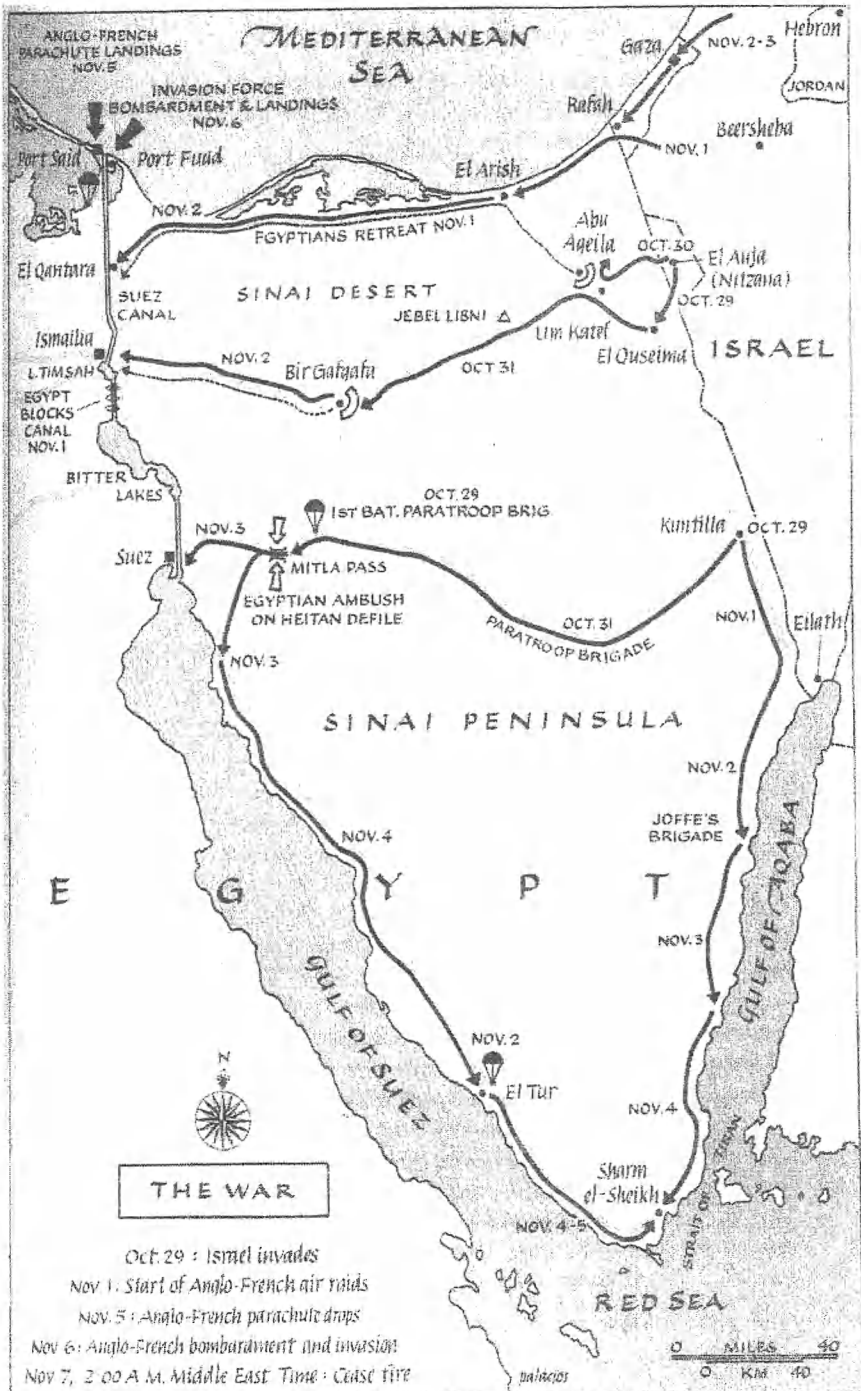 ANGLO-FRENCH
PARACHUTE LANDINGS
NOV. 5
MEDITERRANEAN
SEA
INVASION FORCE
BOMBARDMENT & LANDINGS
NOV. 6
Gaza
NOV. 2-3
Hebron
JORDAN
Rafah
Beersheba
NOV. 1
Port Said
Port Fuad
El Arish
NOV. 2
EGYPTIANS RETREAT NOV. 1
Abu
Ageila
OCT. 30
El Auja
(Nitzana)
OCT. 29
El Qantara
SUEZ
CANAL
SINAI DESERT
JEBEL LIBNI
Um Katef
El Quseima
ISRAEL
Ismailia
L. TIMSAH
NOV. 2
Bir Gafgafa
OCT 31
EGYPT
BLOCKS
CANAL
NOV. 1
BITTER
LAKES
OCT. 29
1ST BAT. PARATROOP BRIG.
Kuntilla
OCT. 29
NOV. 3
Suez
MITLA PASS
EGYPTIAN AMBUSH
ON HEITAN DEFILE
OCT. 31
PARATROOP BRIGADE
NOV. 1
Eilath
NOV. 3
SINAI PENINSULA
NOV. 2
JOFFE'S
BRIGADE
NOV. 4
EGYPT
GULF OF AQABA
NOV. 3
GULF OF SUEZ
NOV. 2
El Tur
N
NOV. 4
THE WAR
Sharm
el-Sheikh
STRAIT OF TIRAN
NOV. 4-5
Oct. 29 : Israel invades
Nov 1 : Start of Anglo-French air raids
Nov. 5 : Anglo-French parachute drops
Nov 6 : Anglo-French bombardment and invasion
Nov 7, 2 00 A M. Middle East Time : Cease fire
RED SEA
0 MILES 40
0 KM 40
palacios